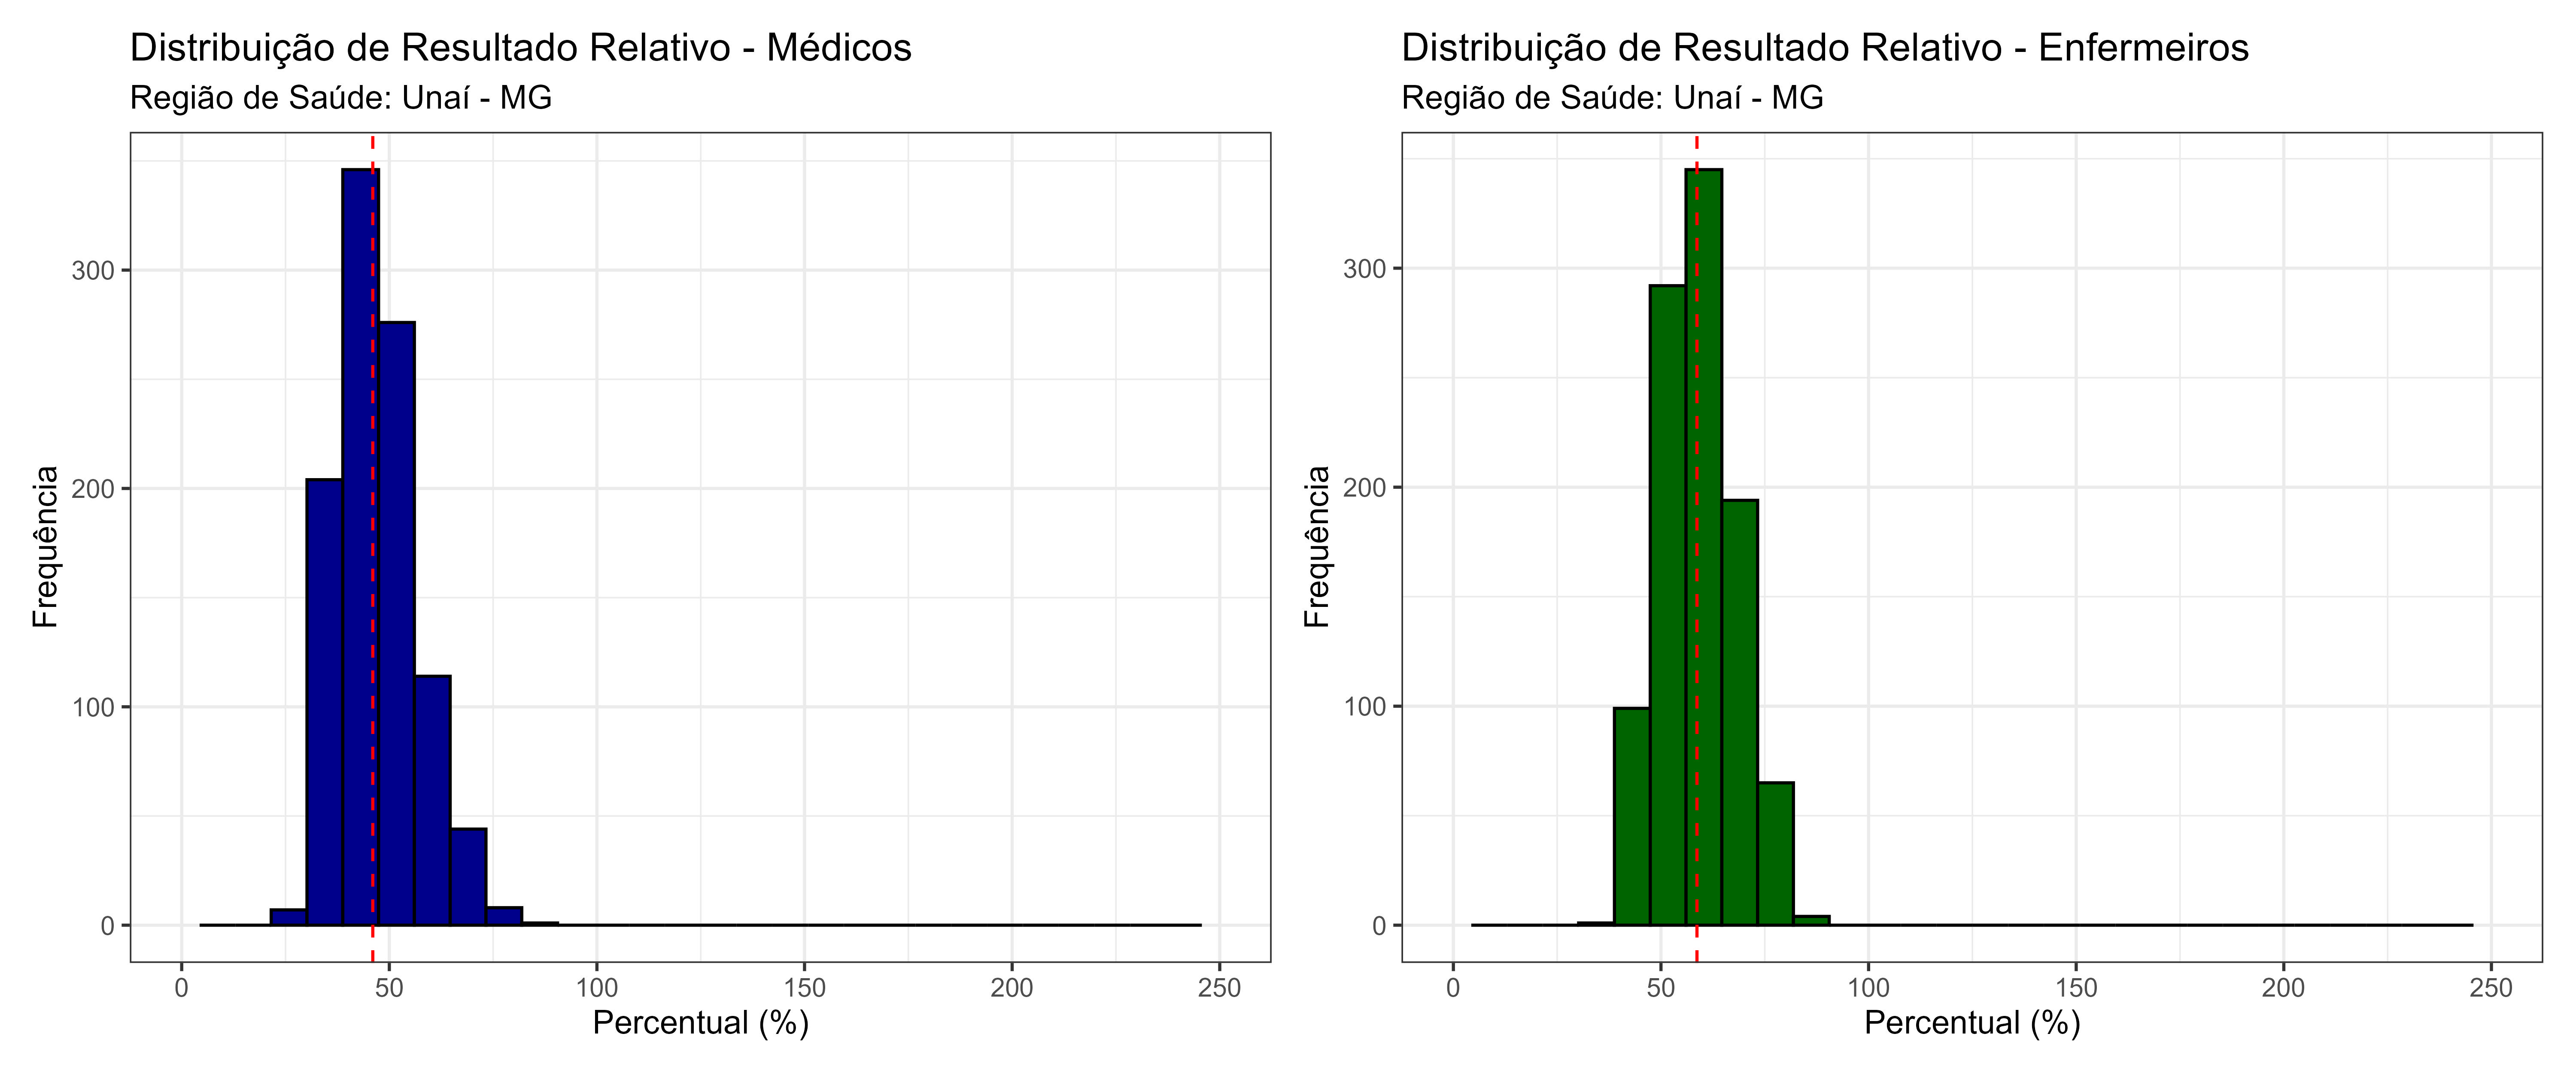 Distribuição de Resultado Relativo - Médicos
Região de Saúde: Unaí - MG
Frequência
300
200
100
0
0 50 100 150 200 250
Percentual (%)
Distribuição de Resultado Relativo - Enfermeiros
Região de Saúde: Unaí - MG
Frequência
300
200
100
0
0 50 100 150 200 250
Percentual (%)